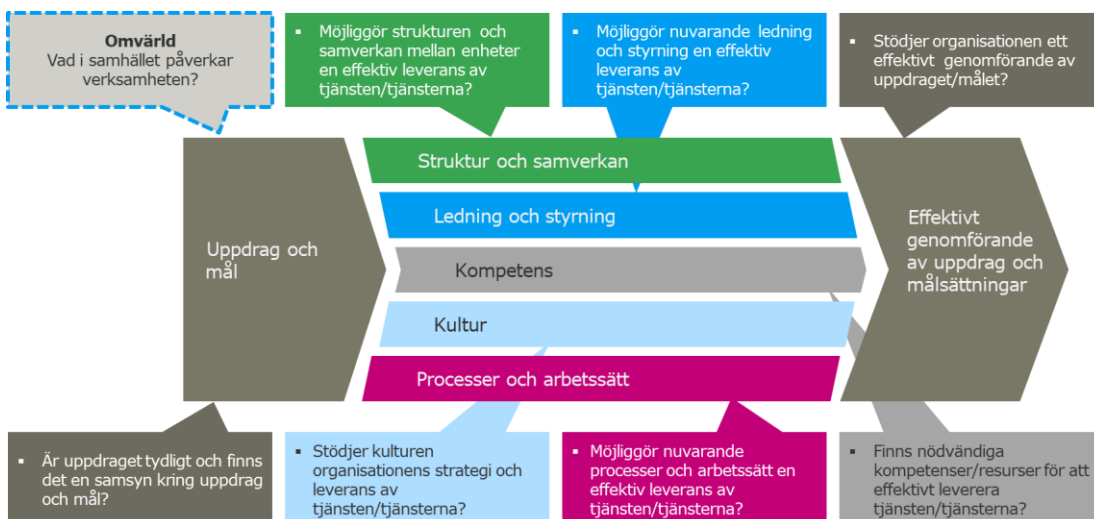 Omvärld
Vad i samhället påverkar
verksamheten?
▪ Möjliggör strukturen och
samverkan mellan enheter
en effektiv leverans av
tjänsten/tjänsterna?
▪ Möjliggör nuvarande ledning
och styrning en effektiv
leverans av
tjänsten/tjänsterna?
▪ Stödjer organisationen ett
effektivt genomförande av
uppdraget/målet?
Uppdrag och
mål
Struktur och samverkan
Ledning och styrning
Kompetens
Kultur
Processer och arbetssätt
Effektivt
genomförande
av uppdrag och
målsättningar
▪ Är uppdraget tydligt och finns
det en samsyn kring uppdrag
och mål?
▪ Stödjer kulturen
organisationens strategi och
leverans av
tjänsten/tjänsterna?
▪ Möjliggör nuvarande
processer och arbetssätt en
effektiv leverans av
tjänsten/tjänsterna?
▪ Finns nödvändiga
kompetenser/resurser för att
effektivt leverera
tjänsten/tjänsterna?